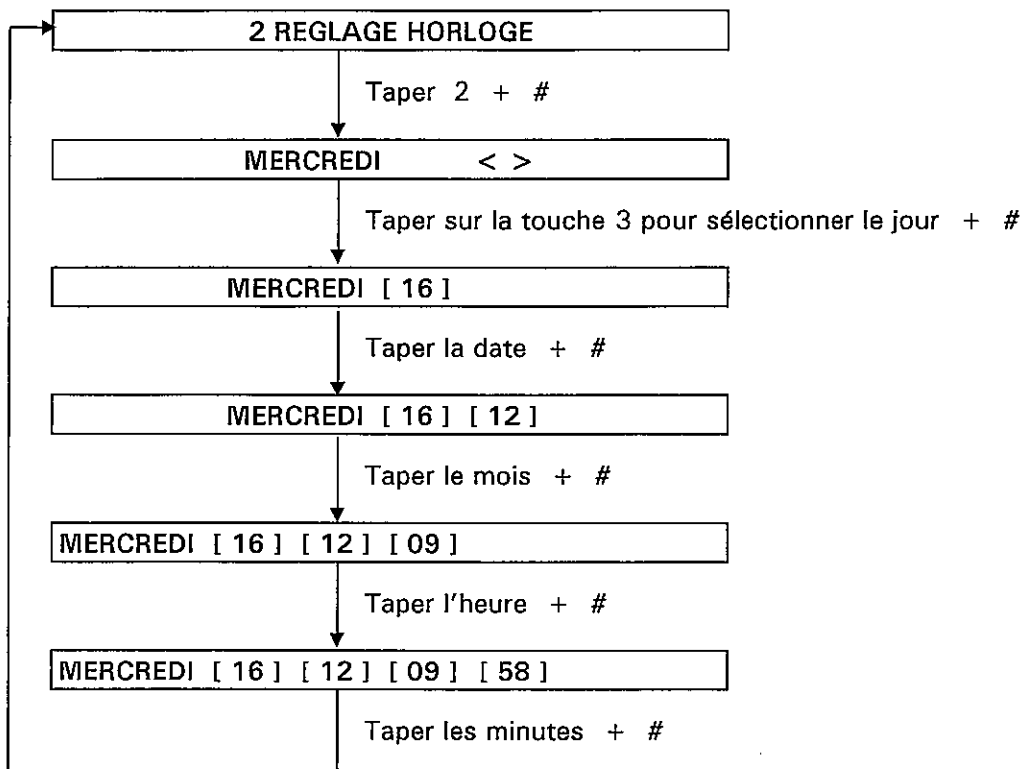 2 REGLAGE HORLOGE
Taper 2 + #
MERCREDI < >
Taper sur la touche 3 pour sélectionner le jour + #
MERCREDI [ 16 ]
Taper la date + #
MERCREDI [ 16 ] [ 12 ]
Taper le mois + #
MERCREDI [ 16 ] [ 12 ] [ 09 ]
Taper l'heure + #
MERCREDI [ 16 ] [ 12 ] [ 09 ] [ 58 ]
Taper les minutes + #